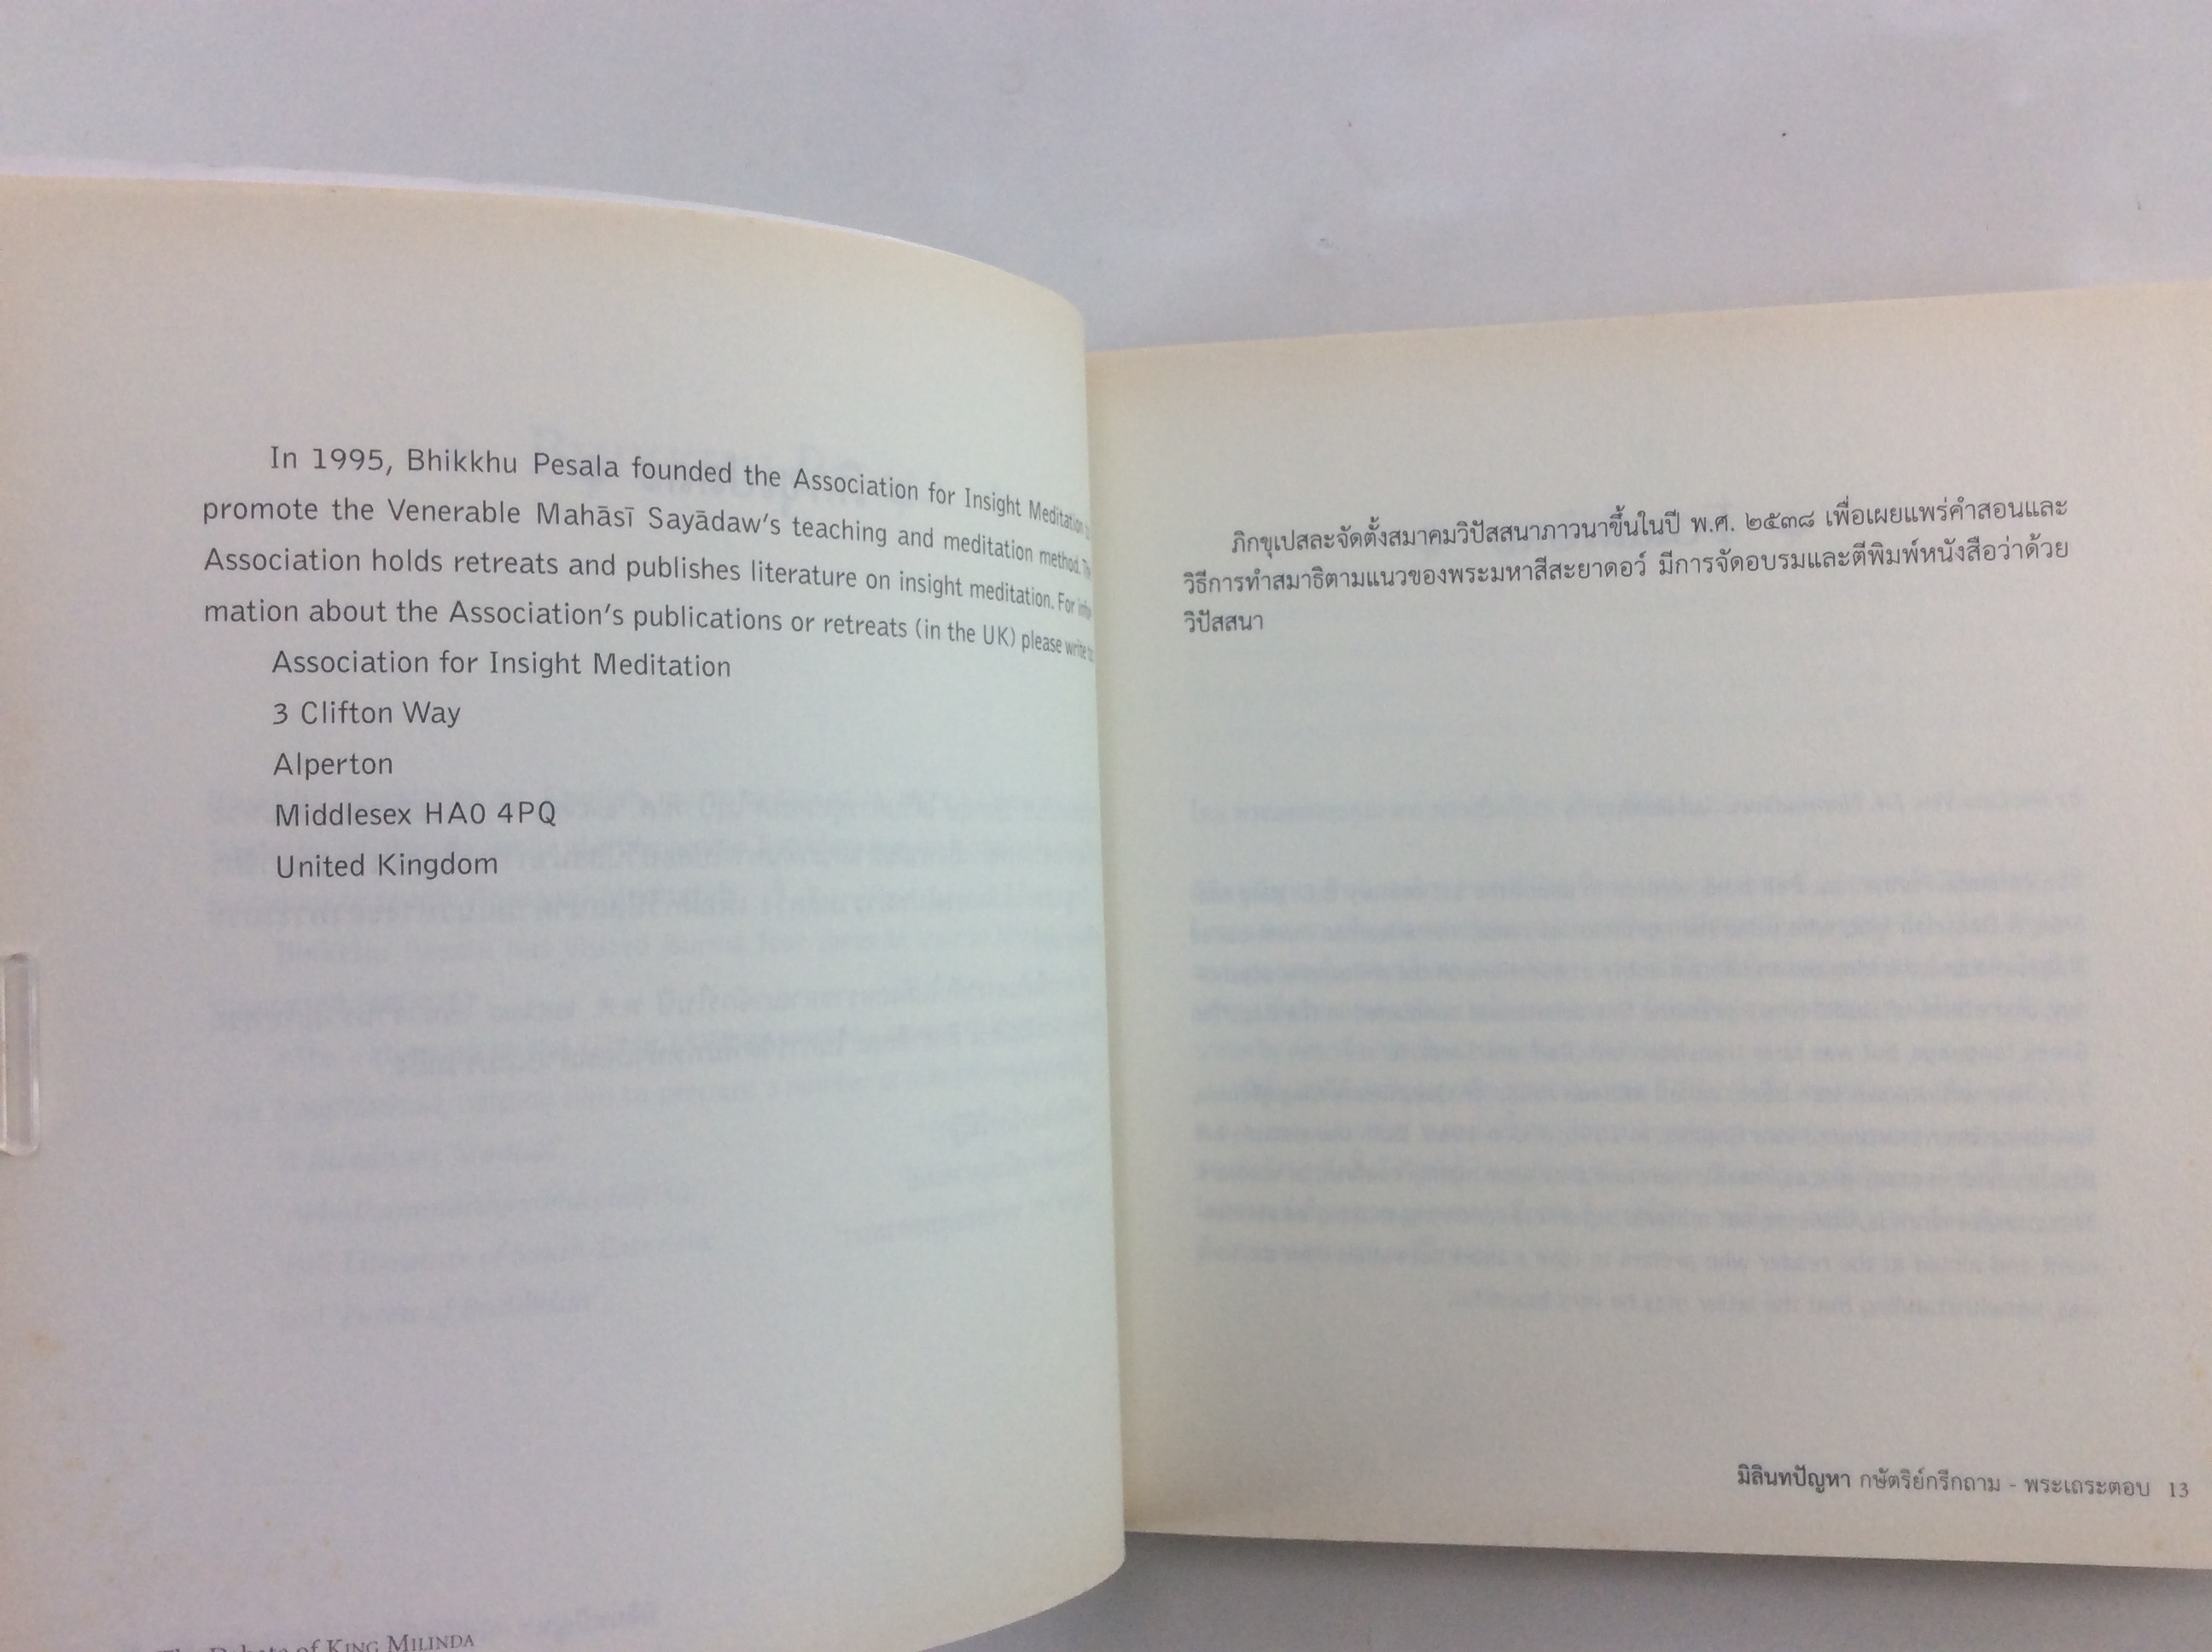 In 1995, Bhikkhu Pesala founded the Association for Insight Meditation
promote the Venerable Mahāsī Sayādaw's teaching and meditation method. The
Association holds retreats and publishes literature on insight meditation. For infor-
mation about the Association's publications or retreats (in the UK) please write to:
Association for Insight Meditation
3 Clifton Way
Alperton
Middlesex HA0 4PQ
United Kingdom
The Debate of KING MILINDA
ภิกขุเปสละจัดตั้งสมาคมวิปัสสนาภาวนาขึ้นในปี พ.ศ. ๒๕๓๘ เพื่อเผยแพร่คำสอนและ
วิธีการทำสมาธิตามแนวของพระมหาสีสะยาดอว์ มีการจัดอบรมและตีพิมพ์หนังสือว่าด้วย
วิปัสสนา
มิลินทปัญหา กษัตริย์กรีกถาม - พระเถระตอบ 13